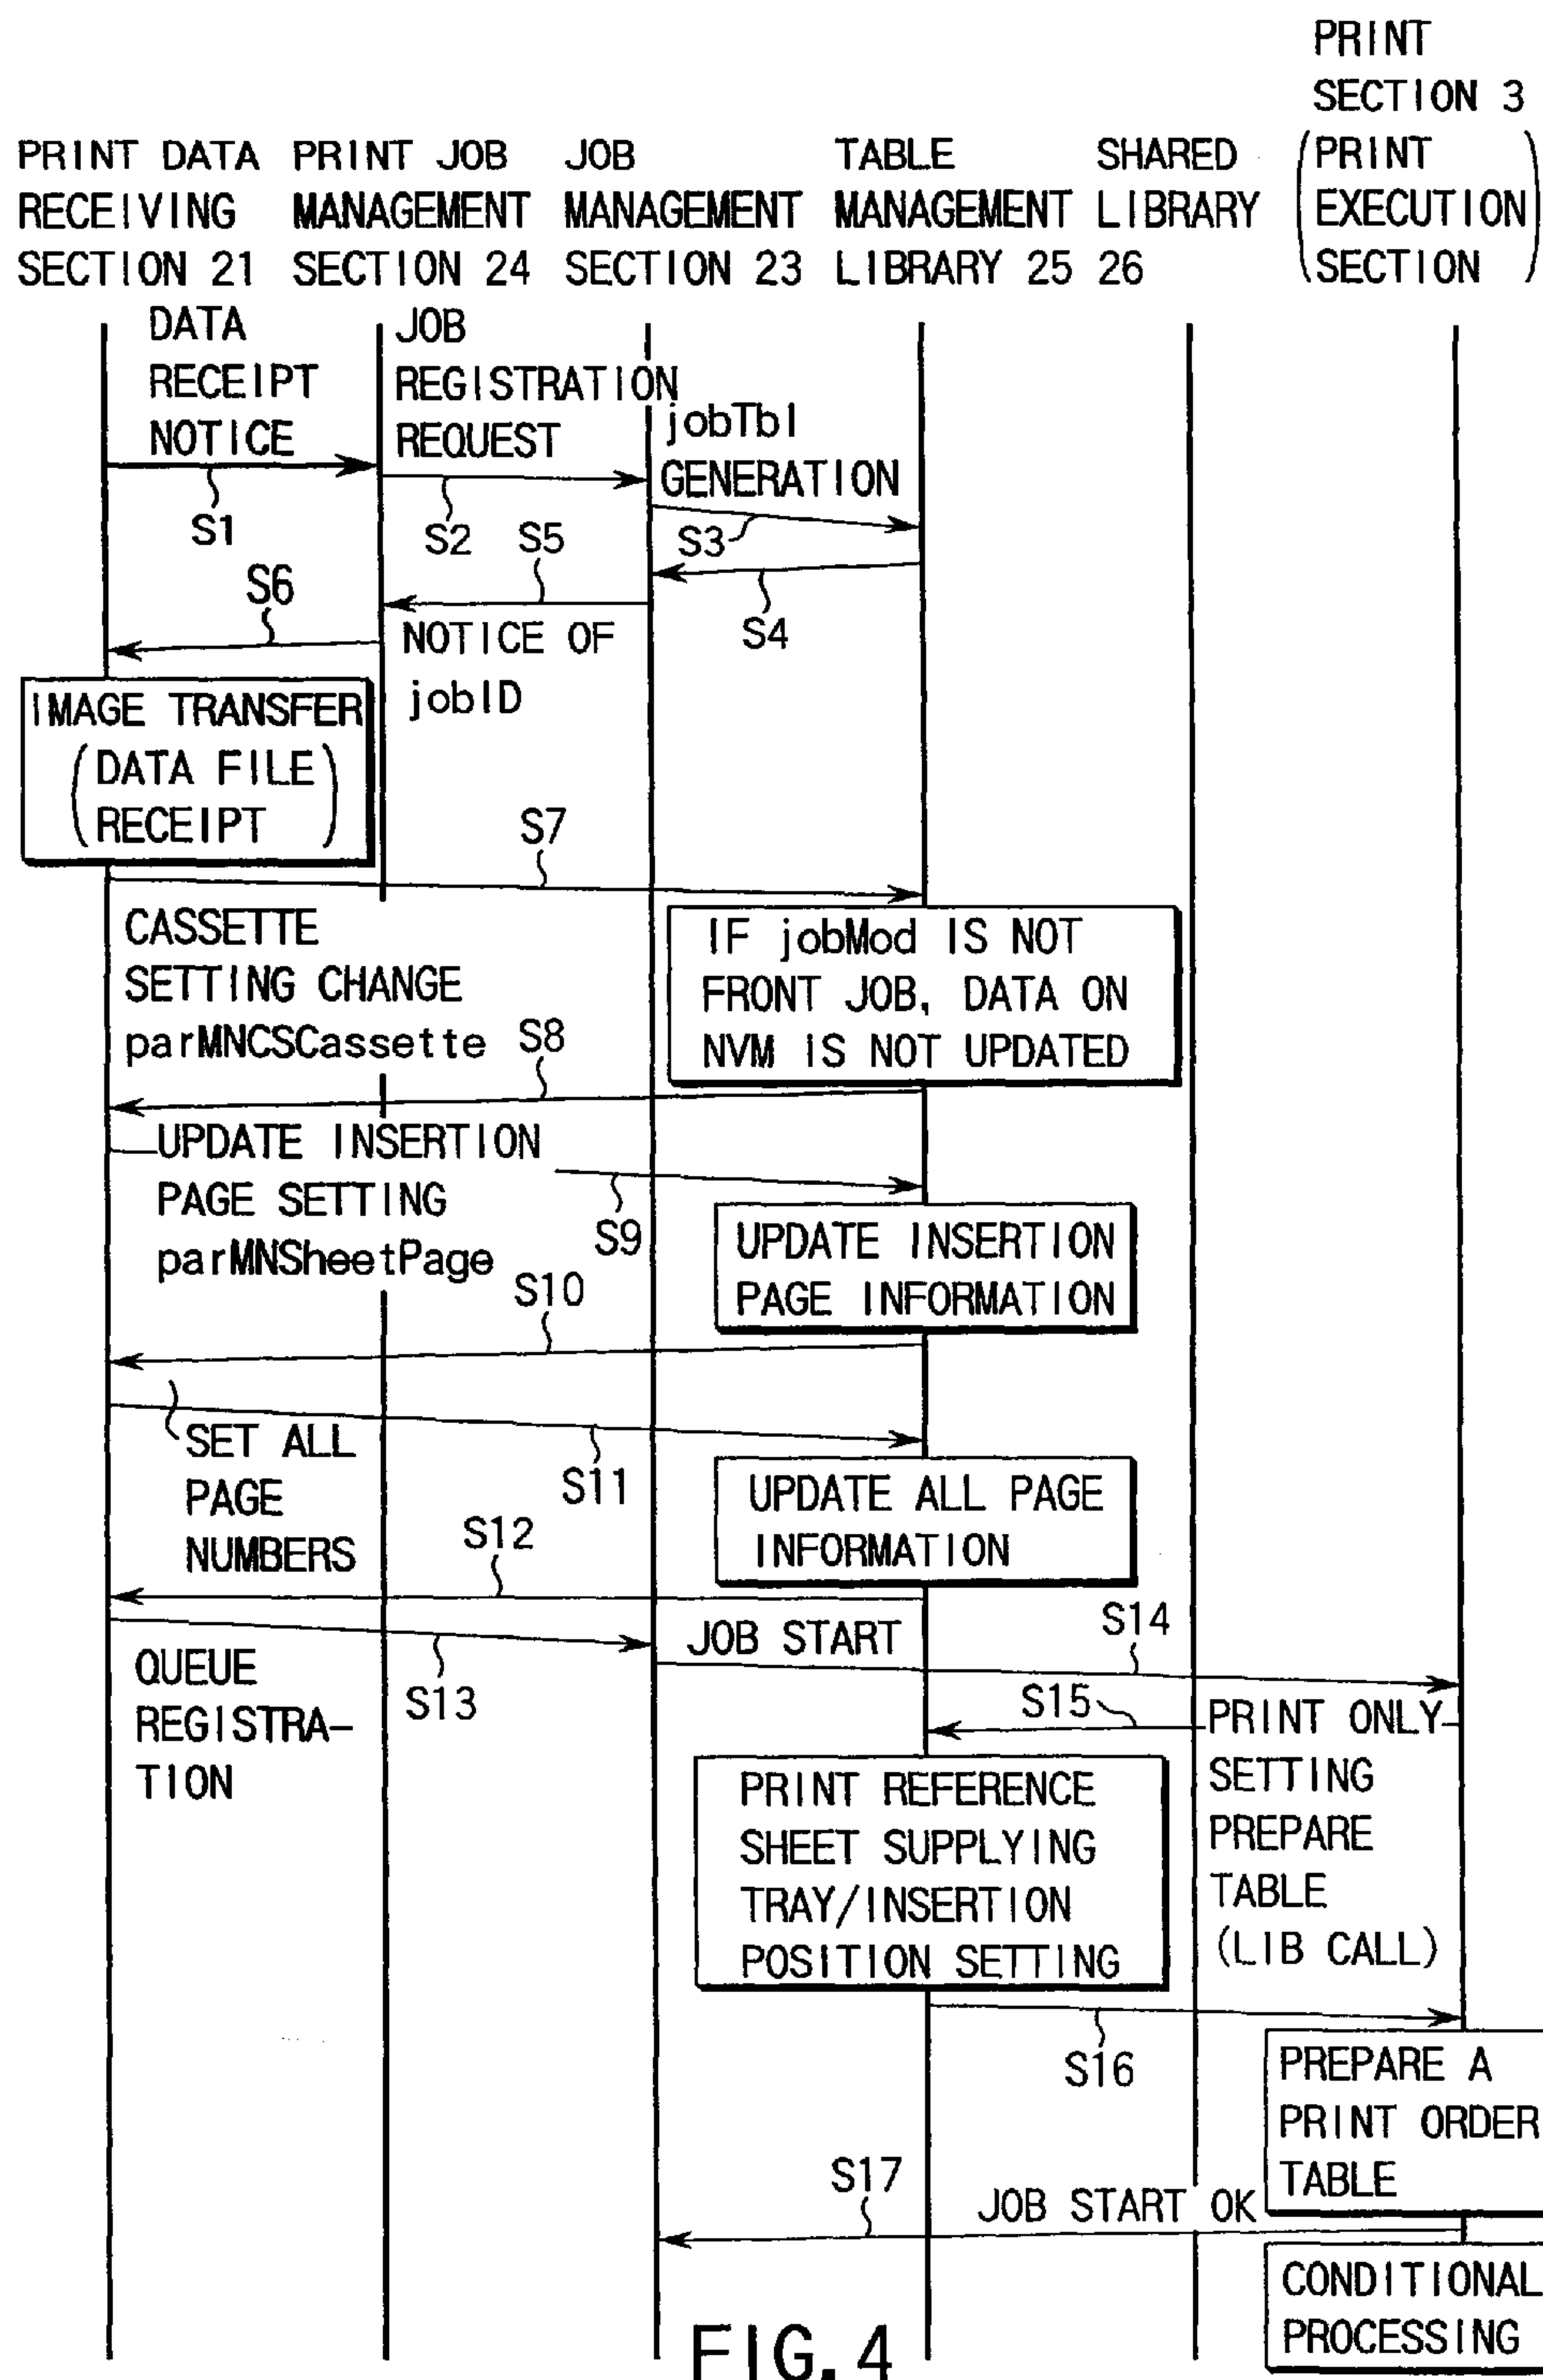 PRINT DATA
RECEIVING
SECTION 21
PRINT JOB
MANAGEMENT
SECTION 24
JOB
MANAGEMENT
SECTION 23
TABLE
MANAGEMENT
LIBRARY 25
SHARED
LIBRARY
26
PRINT
SECTION 3
(PRINT
EXECUTION
SECTION)
DATA
RECEIPT
NOTICE
S1
JOB
REGISTRATION
REQUEST
S2
jobTbl
GENERATION
S3
S4
S5
NOTICE OF
jobID
S6
IMAGE TRANSFER
(DATA FILE
RECEIPT)
S7
CASSETTE
SETTING CHANGE
parMNCSCassette
IF jobMod IS NOT
FRONT JOB, DATA ON
NVM IS NOT UPDATED
S8
UPDATE INSERTION
PAGE SETTING
parMNSheetPage
S9
UPDATE INSERTION
PAGE INFORMATION
S10
SET ALL
PAGE
NUMBERS
S11
UPDATE ALL PAGE
INFORMATION
S12
QUEUE
REGISTRA-
TION
S13
JOB START
S14
S15
PRINT ONLY
SETTING
PREPARE
TABLE
(LIB CALL)
PRINT REFERENCE
SHEET SUPPLYING
TRAY/INSERTION
POSITION SETTING
S16
PREPARE A
PRINT ORDER
TABLE
S17
JOB START OK
CONDITIONAL
PROCESSING
FIG. 4